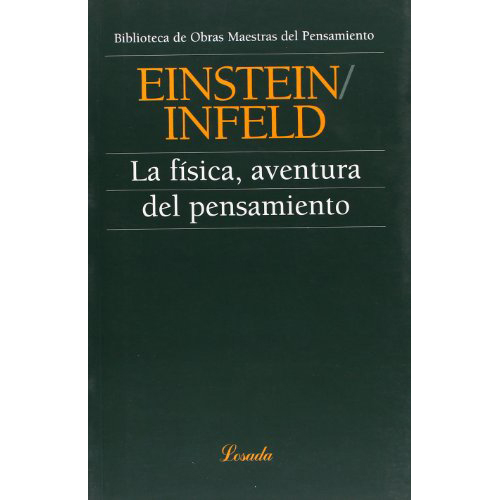 Biblioteca de Obras Maestras del Pensamiento
EINSTEIN/
INFELD
La física, aventura
del pensamiento
Losada